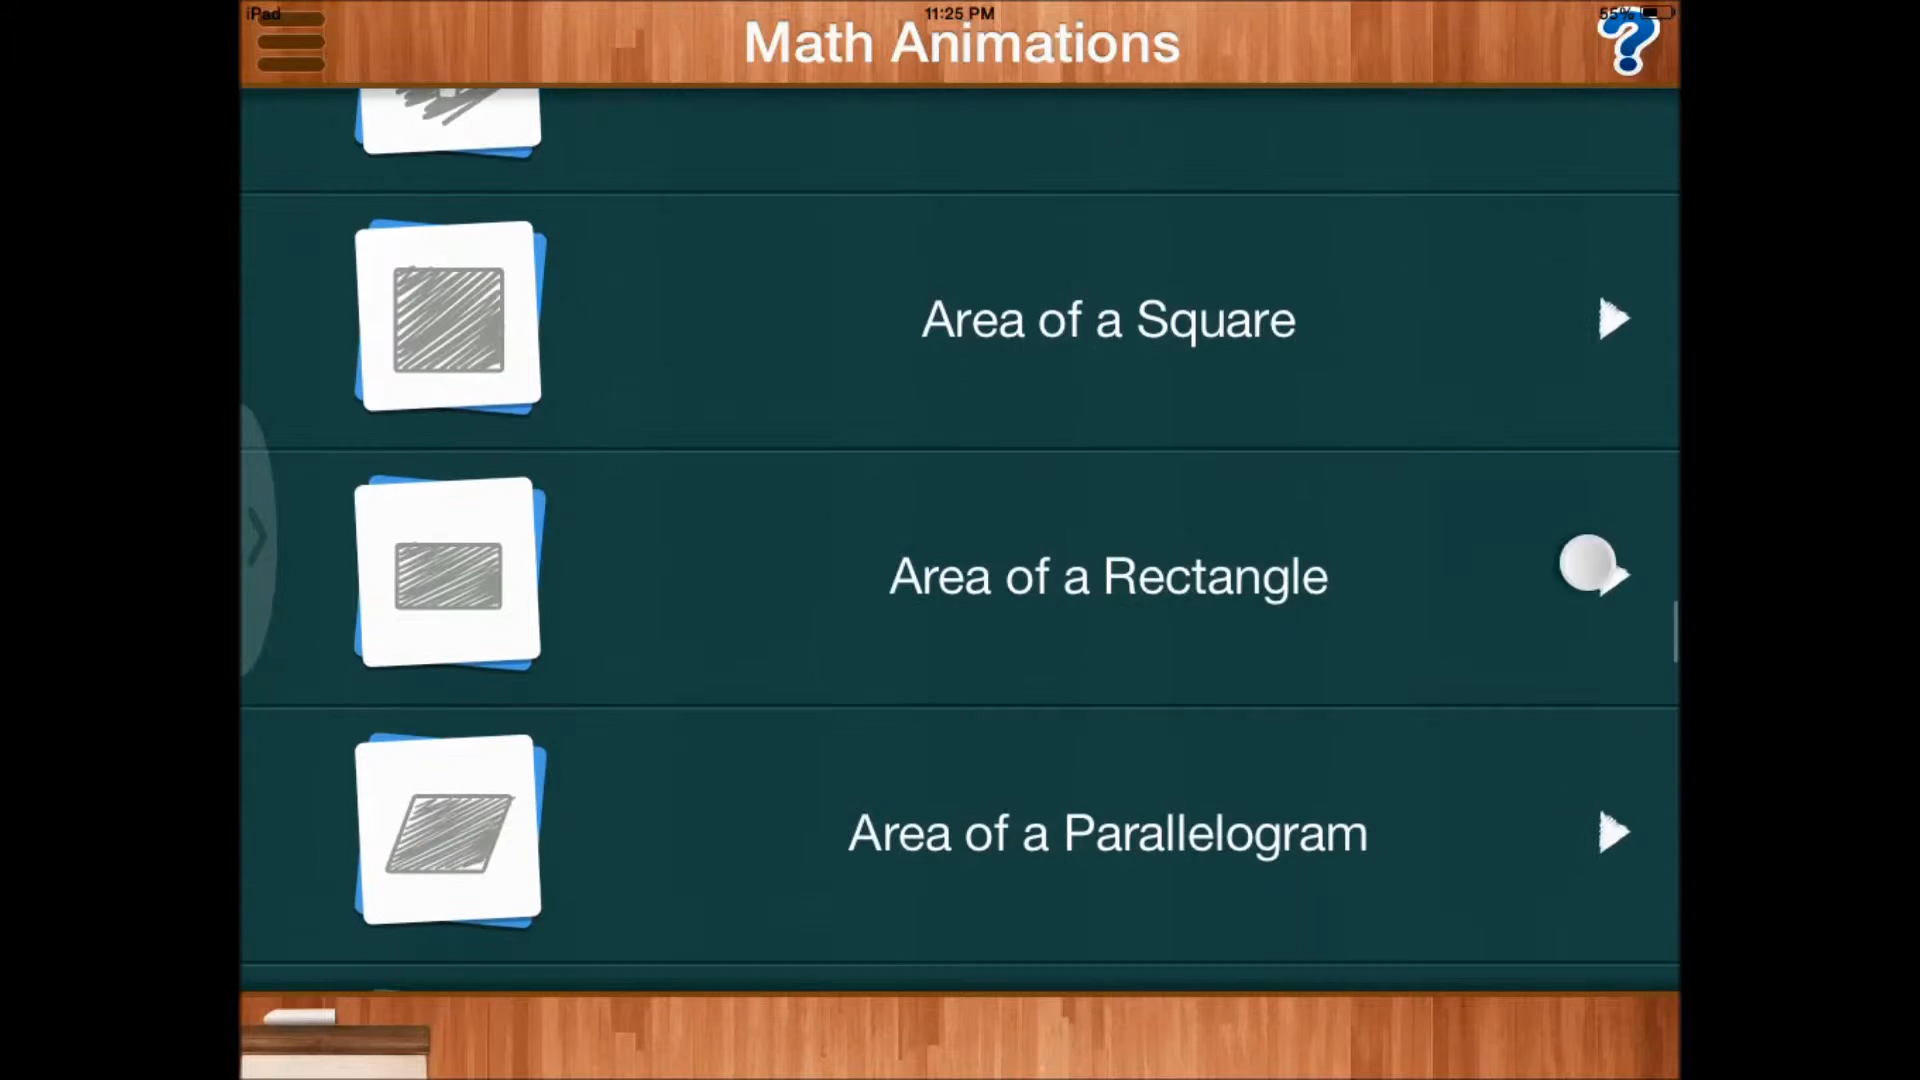 iPad
11:25 PM
55%
Math Animations
?
Area of a Square
Area of a Rectangle
Area of a Parallelogram